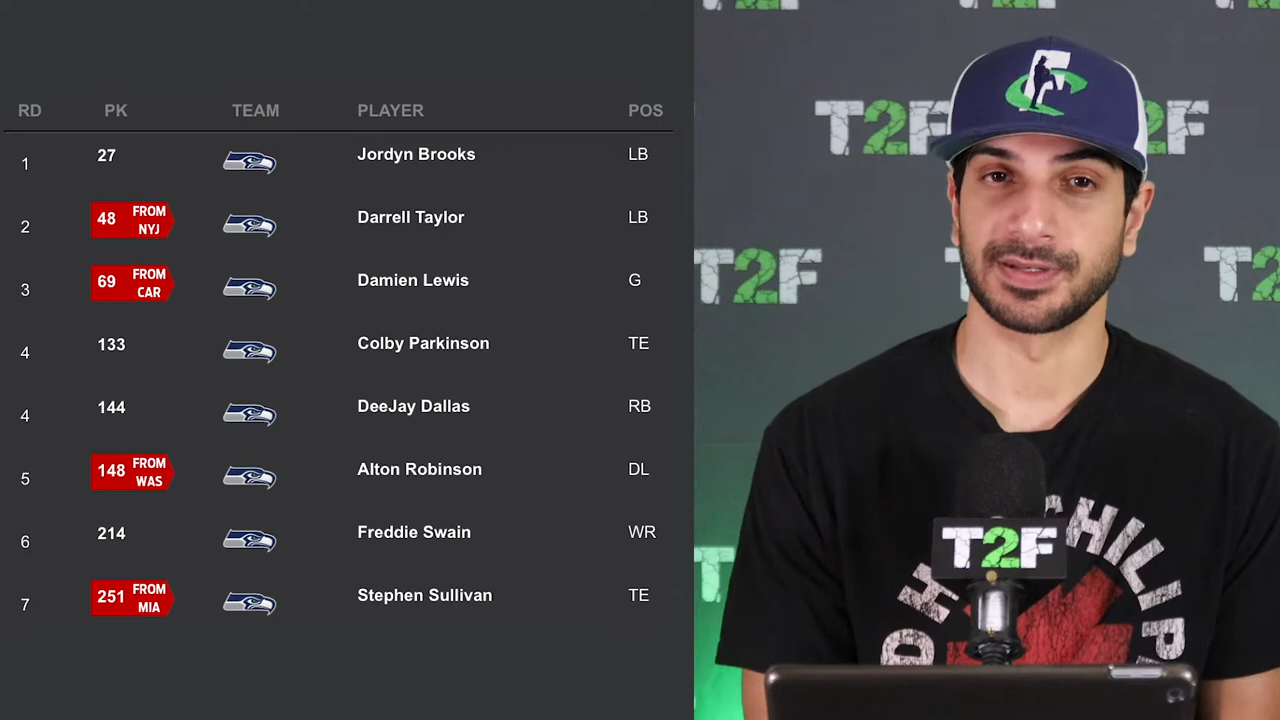 RD PK TEAM PLAYER POS
1 27 Jordyn Brooks LB
2 48 FROM NYJ Darrell Taylor LB
3 69 FROM CAR Damien Lewis G
4 133 Colby Parkinson TE
4 144 DeeJay Dallas RB
5 148 FROM WAS Alton Robinson DL
6 214 Freddie Swain WR
7 251 FROM MIA Stephen Sullivan TE
T2F
T2F
T2F
T2F
T2F
T2F
CHILI P